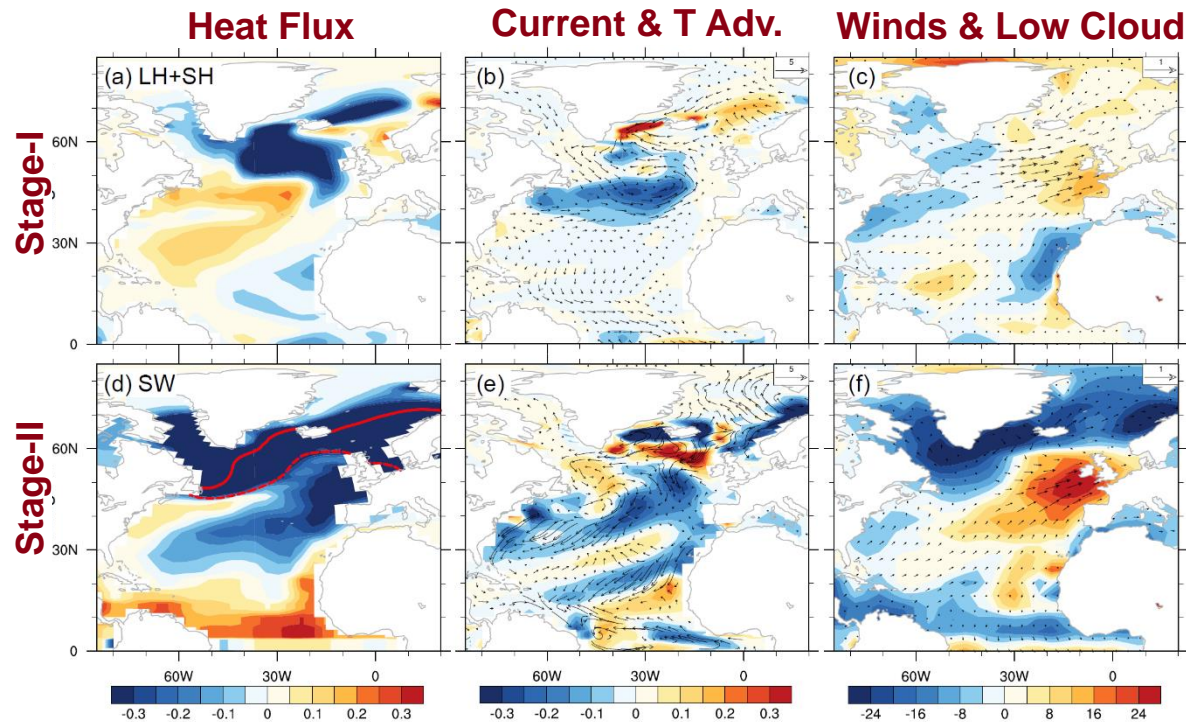 Heat Flux Current & T Adv. Winds & Low Cloud
Stage-I
(a) LH+SH
(b)
5
(c)
1
60N
30N
0
Stage-II
(d) SW
(e)
5
(f)
1
60N
30N
0
60W 30W 0
60W 30W 0
60W 30W 0
-0.3 -0.2 -0.1 0 0.1 0.2 0.3
-0.3 -0.2 -0.1 0 0.1 0.2 0.3
-24 -16 -8 0 8 16 24